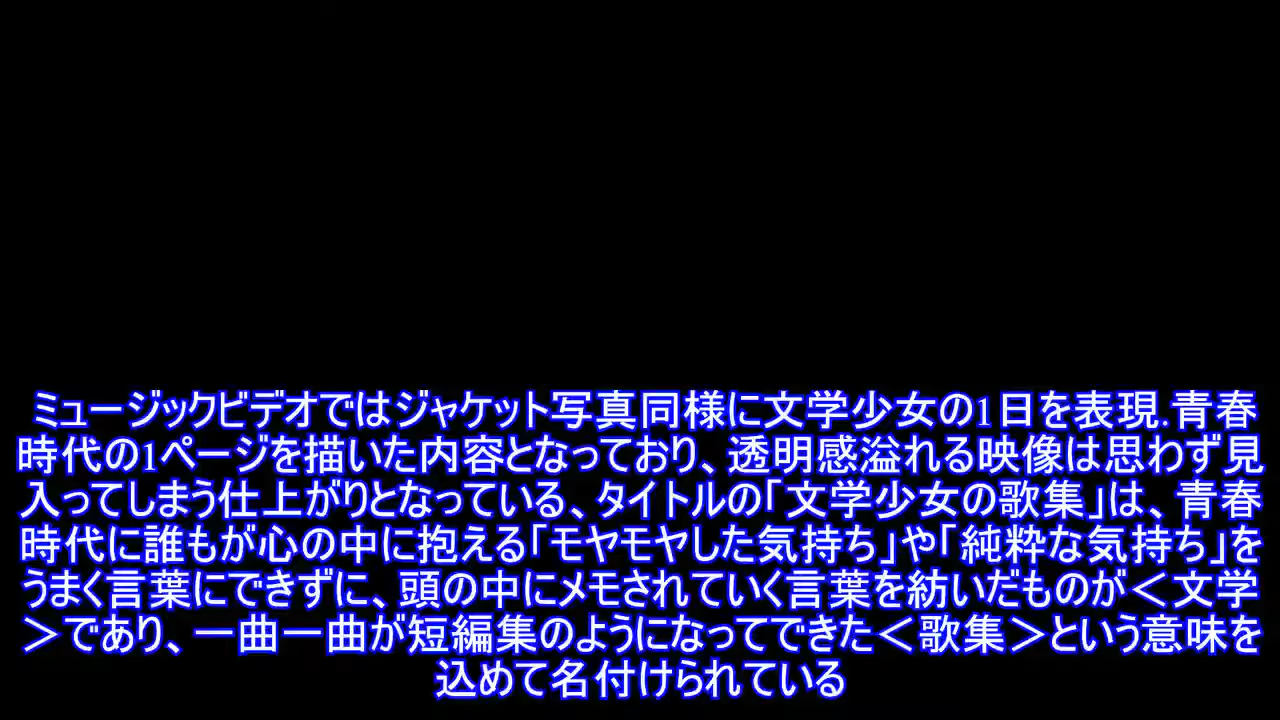 ミュージックビデオではジャケット写真同様に文学少女の1日を表現.青春
時代の1ページを描いた内容となっており、透明感溢れる映像は思わず見
入ってしまう仕上がりとなっている、タイトルの「文学少女の歌集」は、青春
時代に誰もが心の中に抱える「モヤモヤした気持ち」や「純粋な気持ち」を
うまく言葉にできずに、頭の中にメモされていく言葉を紡いだものが＜文学
＞であり、一曲一曲が短編集のようになってできた＜歌集＞という意味を
込めて名付けられている